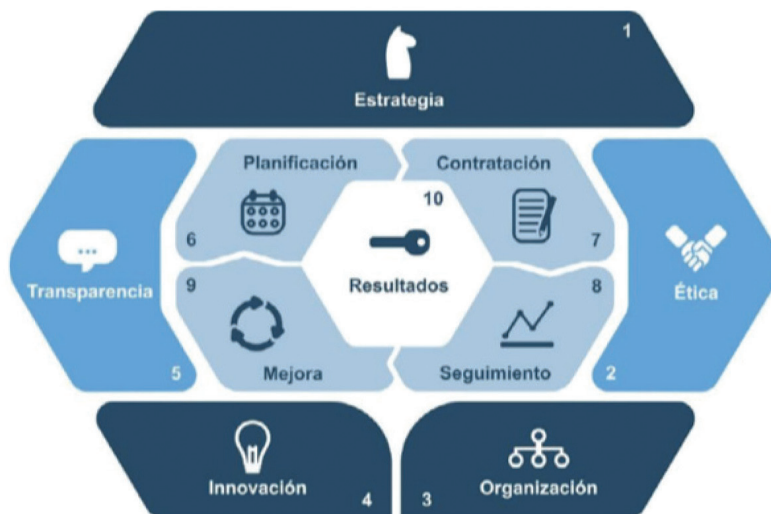 1
Estrategia
Planificación
Contratación
10
6
7
Transparencia
9
Resultados
8
Ética
5
Mejora
Seguimiento
2
Innovación
4
3
Organización